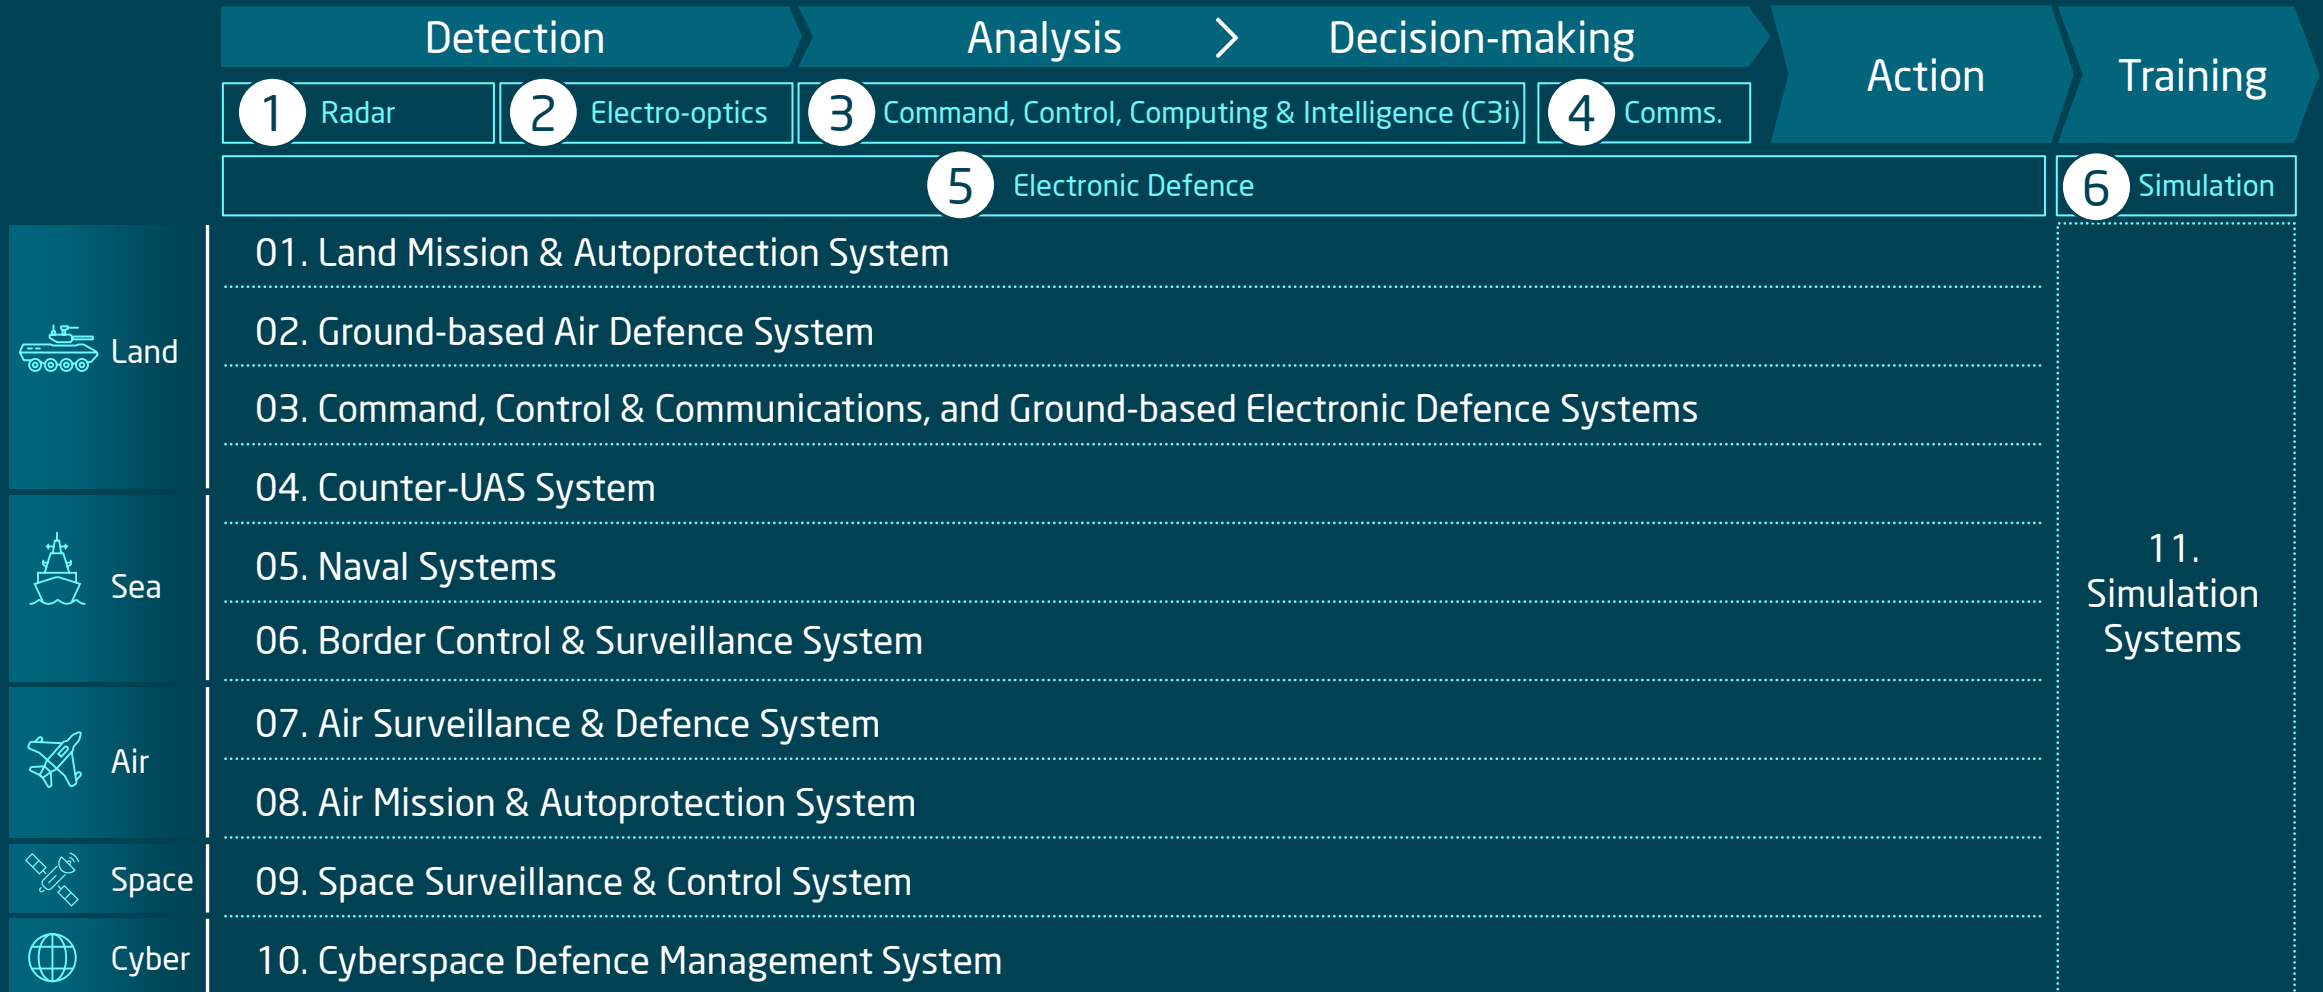 Detection
Analysis > Decision-making
Action
Training
1 Radar
2 Electro-optics
3 Command, Control, Computing & Intelligence (C3i)
4 Comms.
5 Electronic Defence
6 Simulation
Land
01. Land Mission & Autoprotection System
02. Ground-based Air Defence System
03. Command, Control & Communications, and Ground-based Electronic Defence Systems
04. Counter-UAS System
Sea
05. Naval Systems
06. Border Control & Surveillance System
Air
07. Air Surveillance & Defence System
08. Air Mission & Autoprotection System
Space
09. Space Surveillance & Control System
Cyber
10. Cyberspace Defence Management System
11.
Simulation
Systems